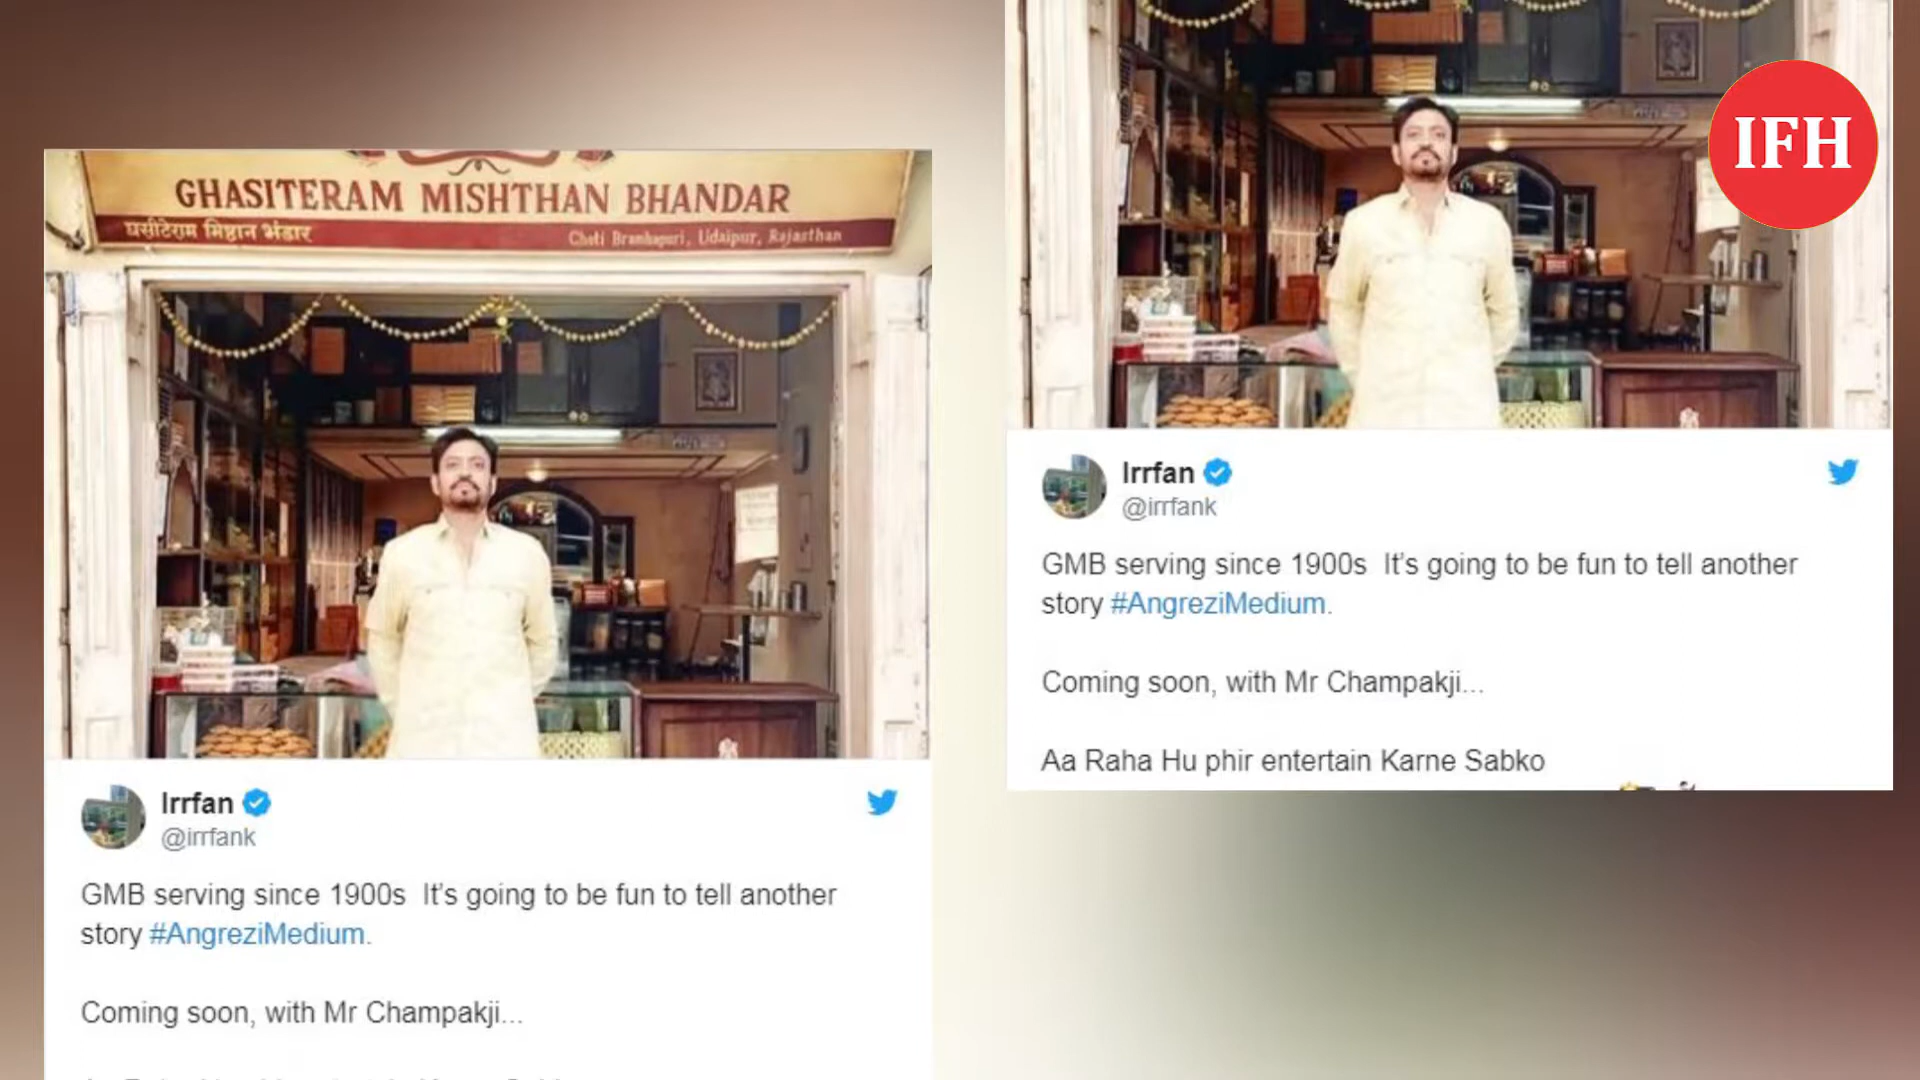 GHASITERAM MISHTHAN BHANDAR
घसीटेराम मिष्ठान भंडार
Udaipur, Rajasthan
Irrfan
@irrfank
GMB serving since 1900s It's going to be fun to tell another
story #AngreziMedium.
Coming soon, with Mr Champakji...
IFH
Irrfan
@irrfank
GMB serving since 1900s It's going to be fun to tell another
story #AngreziMedium.
Coming soon, with Mr Champakji...
Aa Raha Hu phir entertain Karne Sabko